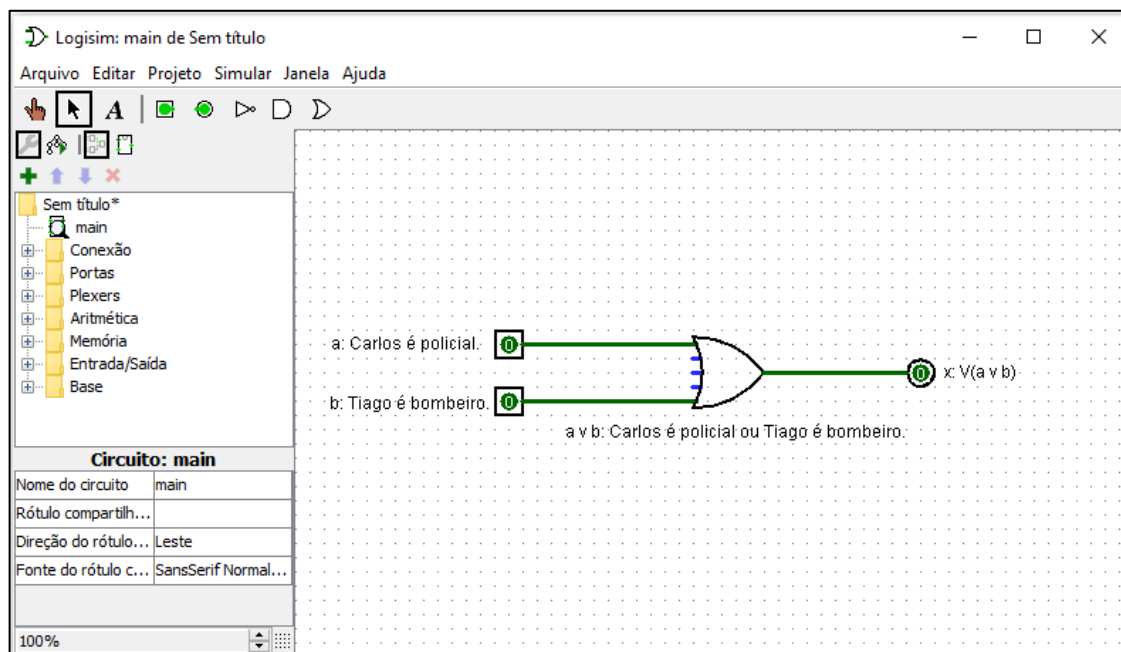 Logisim: main de Sem título
Arquivo Editar Projeto Simular Janela Ajuda
A
Sem título*
main
Conexão
Portas
Plexers
Aritmética
Memória
Entrada/Saída
Base
Circuito: main
Nome do circuito main
Rótulo compartilh...
Direção do rótulo... Leste
Fonte do rótulo c... SansSerif Normal...
100%
a: Carlos é policial. 0
b: Tiago é bombeiro. 0
0 x: V(a v b)
a v b: Carlos é policial ou Tiago é bombeiro.